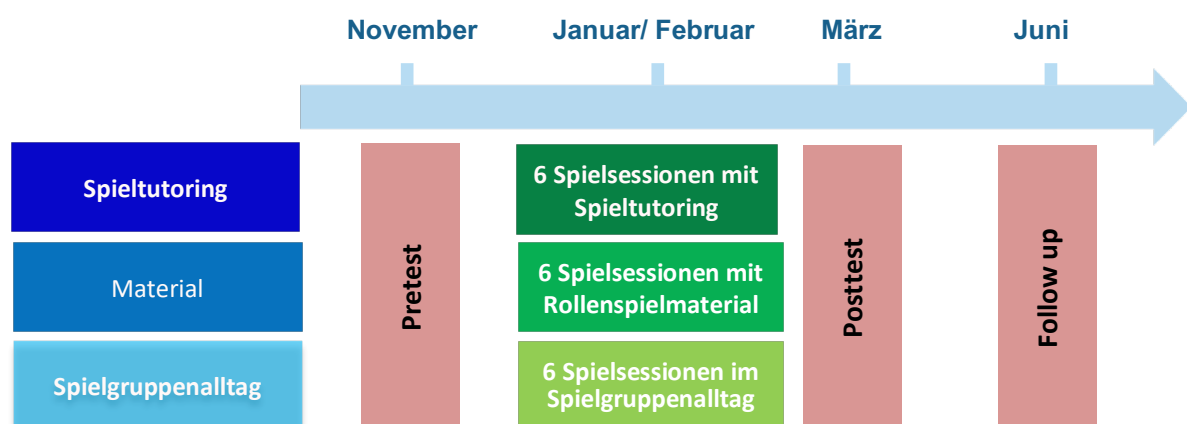 November
Januar/ Februar
März
Juni
Spieltutoring
Material
Spielgruppenalltag
Pretest
6 Spielsessionen mit
Spieltutoring
6 Spielsessionen mit
Rollenspielmaterial
6 Spielsessionen im
Spielgruppenalltag
Posttest
Follow up